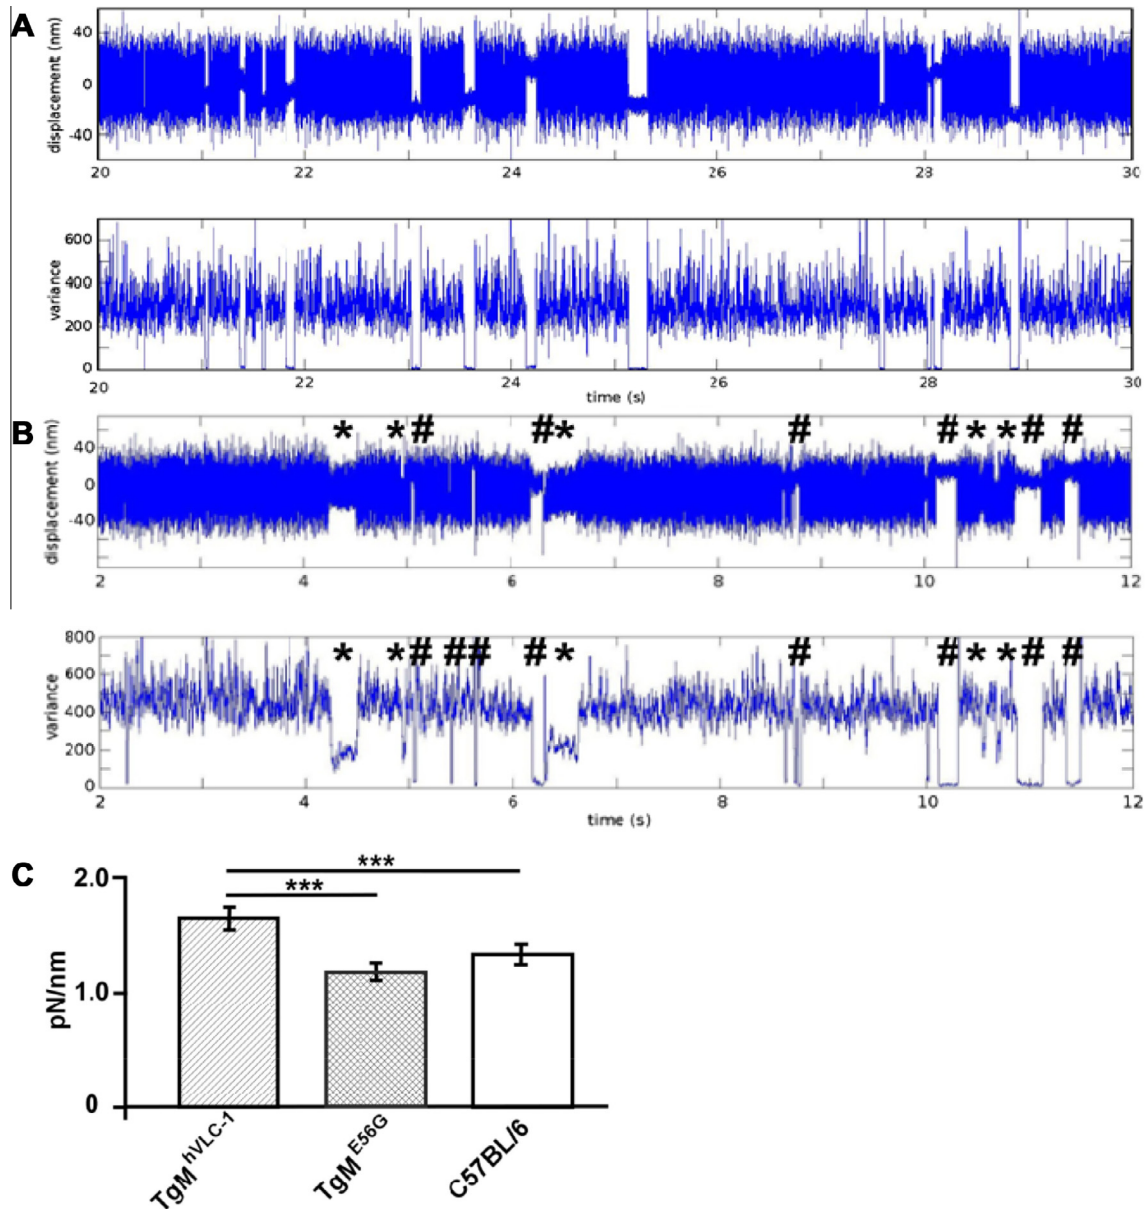 A
displacement (nm)
40
0
-40
20 22 24 26 28 30
variance
600
400
200
0
20 22 24 26 28 30
time (s)
B
* * # # * # # * * # #
displacement (nm)
40
0
-40
2 4 6 8 10 12
* * # # # # * # # * * # #
variance
800
600
400
200
0
2 4 6 8 10 12
time (s)
C
***
***
pN/nm
2.0
1.0
0
TgM hVLC-1
TgM E56G
C57BL/6